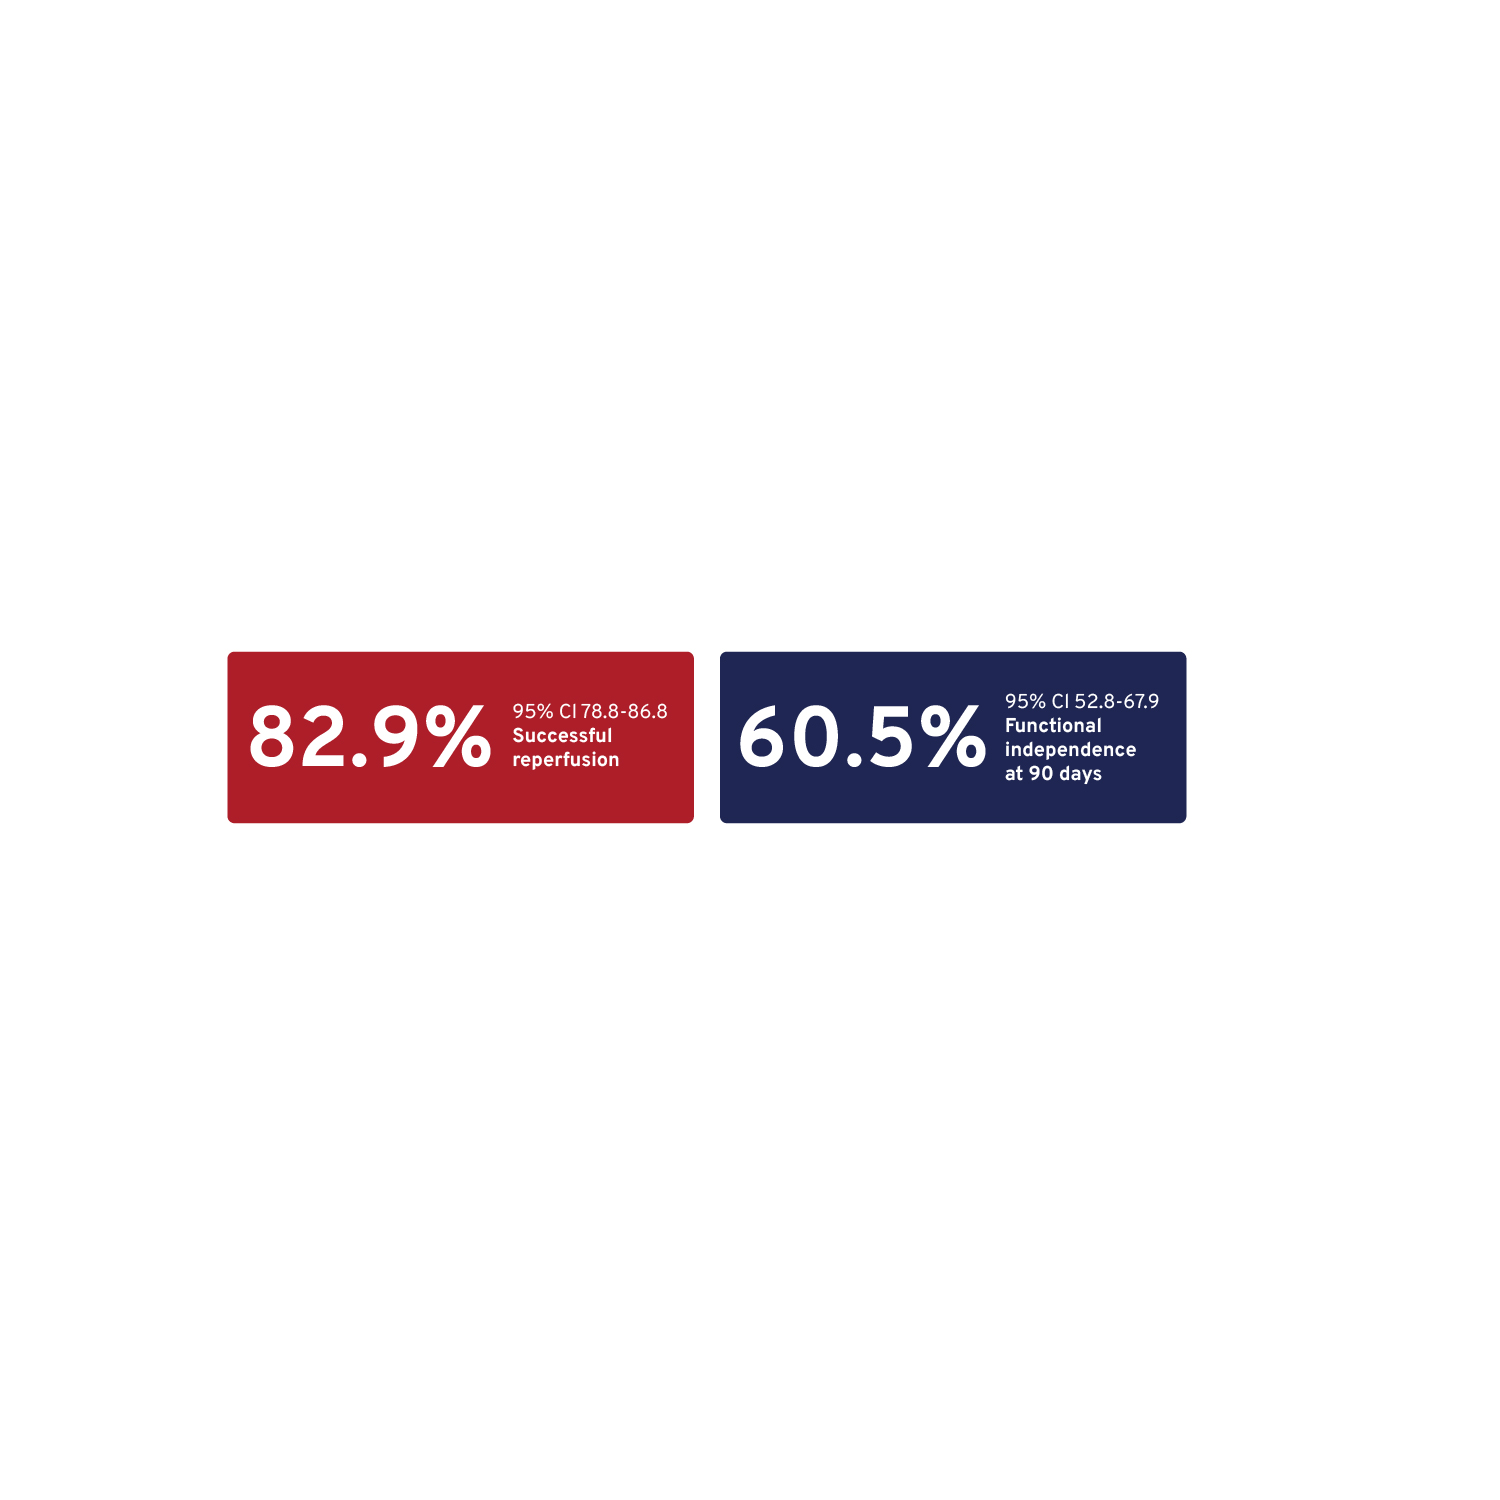 82.9%
95% CI 78.8-86.8
Successful
reperfusion
60.5%
95% CI 52.8-67.9
Functional
independence
at 90 days